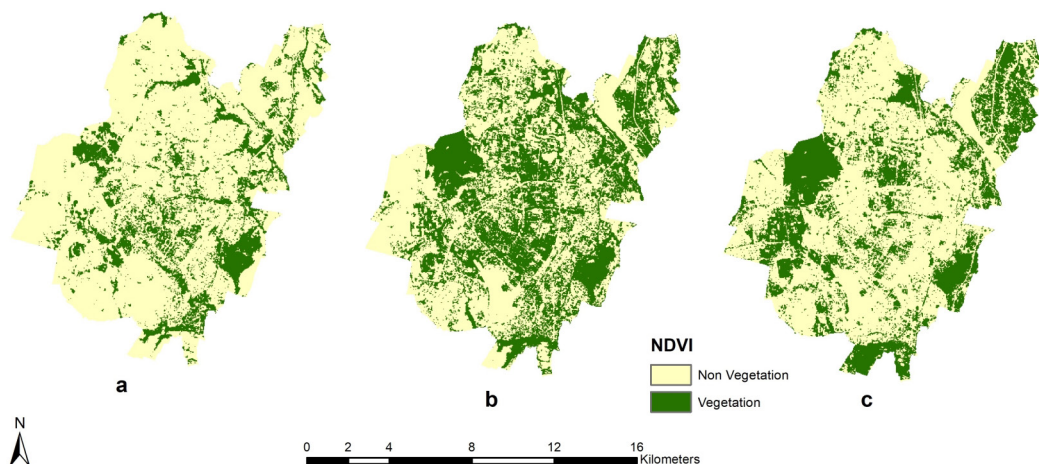 a
b
c
NDVI
Non Vegetation
Vegetation
N
0 2 4 8 12 16
Kilometers